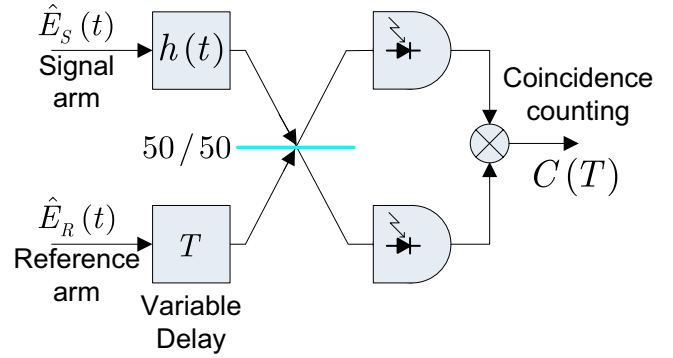 Ê_S (t)
Signal
arm
h(t)
50/50
Ê_R (t)
Reference
arm
T
Variable
Delay
Coincidence
counting
C(T)